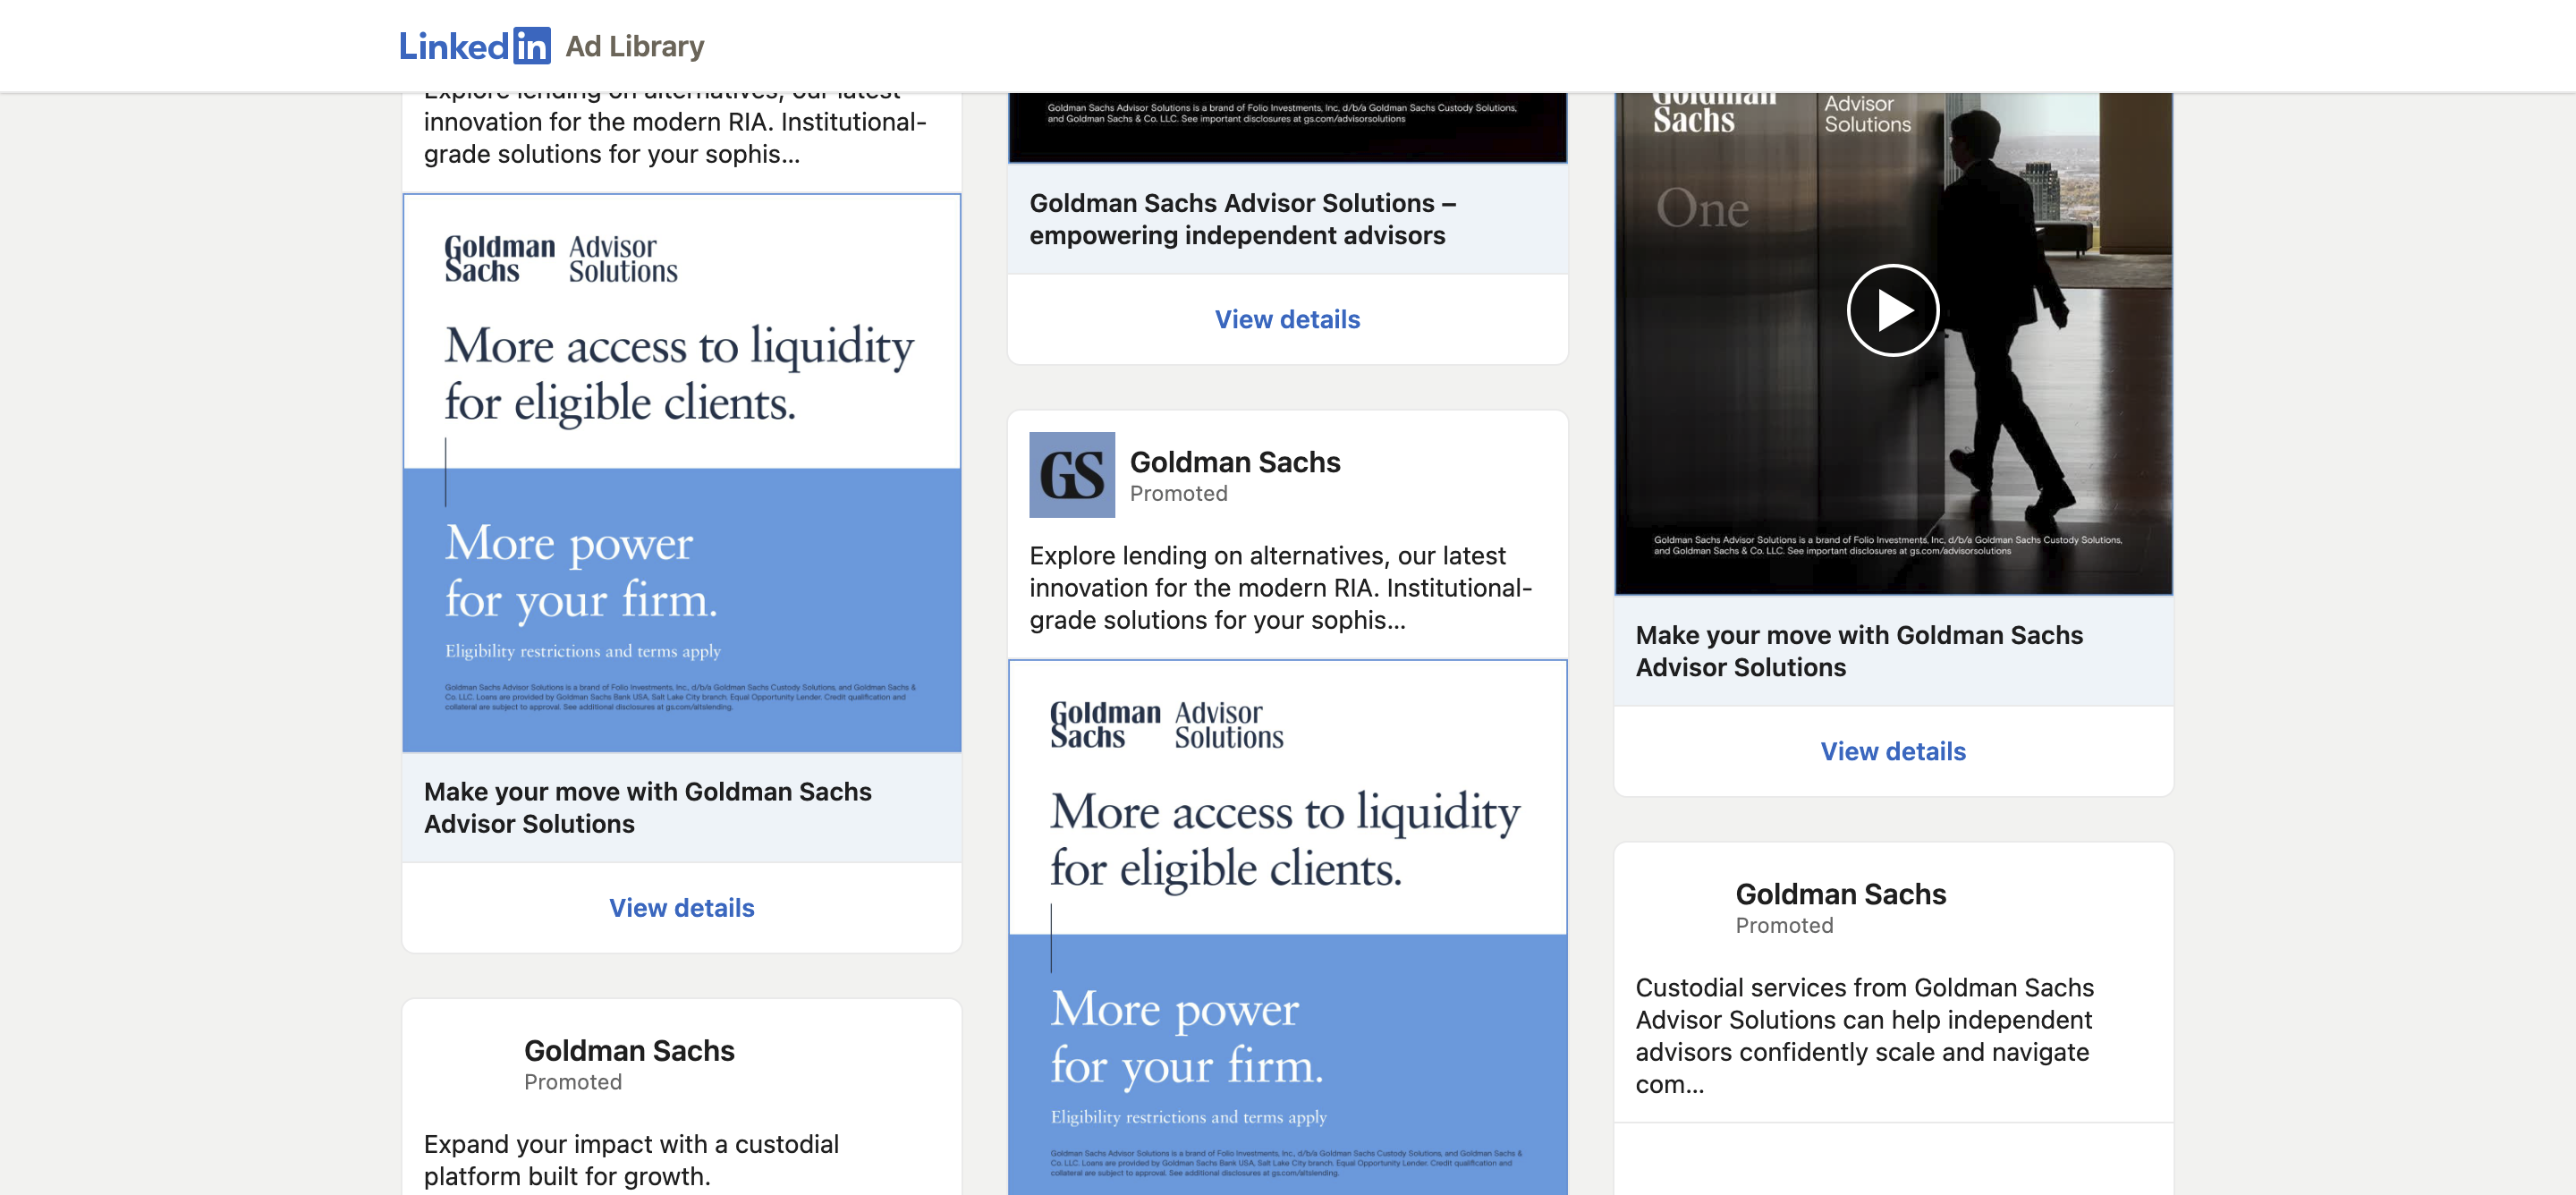 LinkedIn Ad Library
Explore lending on alternatives, our latest
innovation for the modern RIA. Institutional-
grade solutions for your sophis...
Goldman Sachs Advisor Solutions
More access to liquidity
for eligible clients.
More power
for your firm.
Eligibility restrictions and terms apply
Goldman Sachs Advisor Solutions is a brand of Folio Investments, Inc., d/b/a Goldman Sachs Custody Solutions, and Goldman Sachs &
Co. LLC. Loans are provided by Goldman Sachs Bank USA, Salt Lake City branch. Equal Opportunity Lender. Credit qualification and
collateral are subject to approval. See additional disclosures at gs.com/altslending.
Make your move with Goldman Sachs
Advisor Solutions
View details
Goldman Sachs
Promoted
Expand your impact with a custodial
platform built for growth.
Goldman Sachs Advisor Solutions is a brand of Folio Investments, Inc, d/b/a Goldman Sachs Custody Solutions,
and Goldman Sachs & Co. LLC. See important disclosures at gs.com/advisorsolutions
Goldman Sachs Advisor Solutions –
empowering independent advisors
View details
GS
Goldman Sachs
Promoted
Explore lending on alternatives, our latest
innovation for the modern RIA. Institutional-
grade solutions for your sophis...
Goldman Sachs Advisor Solutions
More access to liquidity
for eligible clients.
More power
for your firm.
Eligibility restrictions and terms apply
Goldman Sachs Advisor Solutions is a brand of Folio Investments, Inc., d/b/a Goldman Sachs Custody Solutions, and Goldman Sachs &
Co. LLC. Loans are provided by Goldman Sachs Bank USA, Salt Lake City branch. Equal Opportunity Lender. Credit qualification and
collateral are subject to approval. See additional disclosures at gs.com/altslending.
Goldman Sachs Advisor Solutions
One
Goldman Sachs Advisor Solutions is a brand of Folio Investments, Inc, d/b/a Goldman Sachs Custody Solutions,
and Goldman Sachs & Co. LLC. See important disclosures at gs.com/advisorsolutions
Make your move with Goldman Sachs
Advisor Solutions
View details
Goldman Sachs
Promoted
Custodial services from Goldman Sachs
Advisor Solutions can help independent
advisors confidently scale and navigate
com...